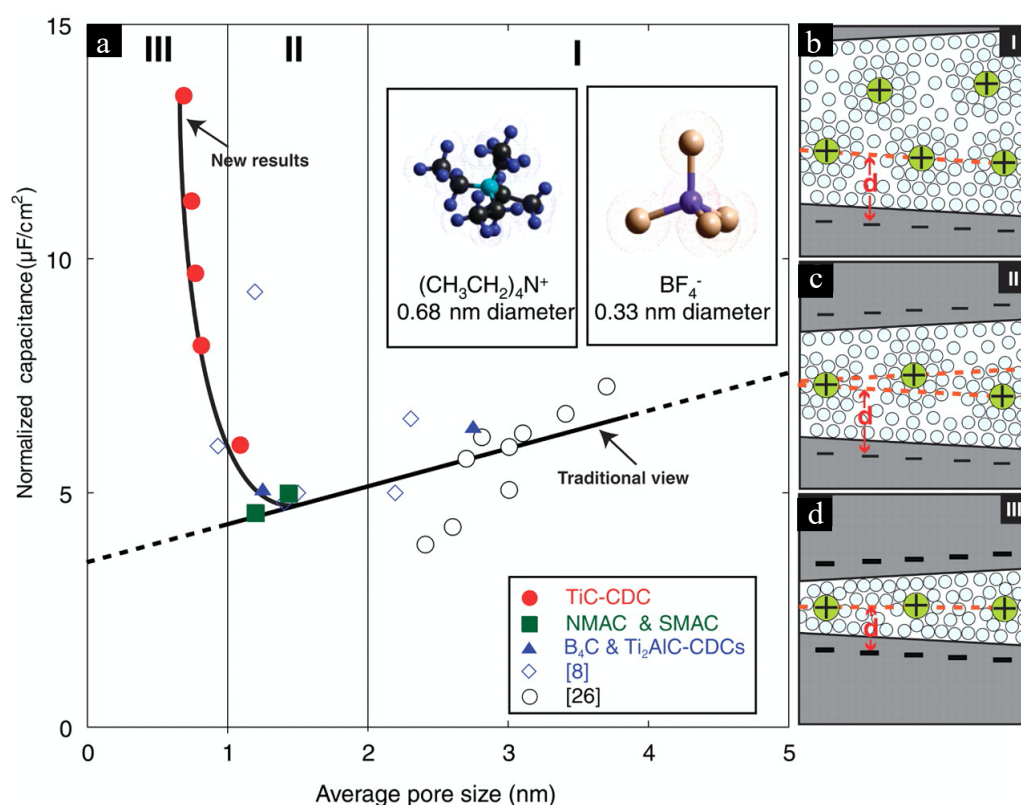 a
III
II
I
15
10
5
0
Normalized capacitance (µF/cm²)
New results
(CH₃CH₂)₄N⁺
0.68 nm diameter
BF₄⁻
0.33 nm diameter
Traditional view
TiC-CDC
NMAC & SMAC
B₄C & Ti₂AlC-CDCs
[8]
[26]
0
1
2
3
4
5
Average pore size (nm)
b
I
+
+
+
+
+
d
− − − − −
c
II
− − − − −
+
+
+
d
− − − − −
d
III
− − − − −
+
+
+
d
− − − − −